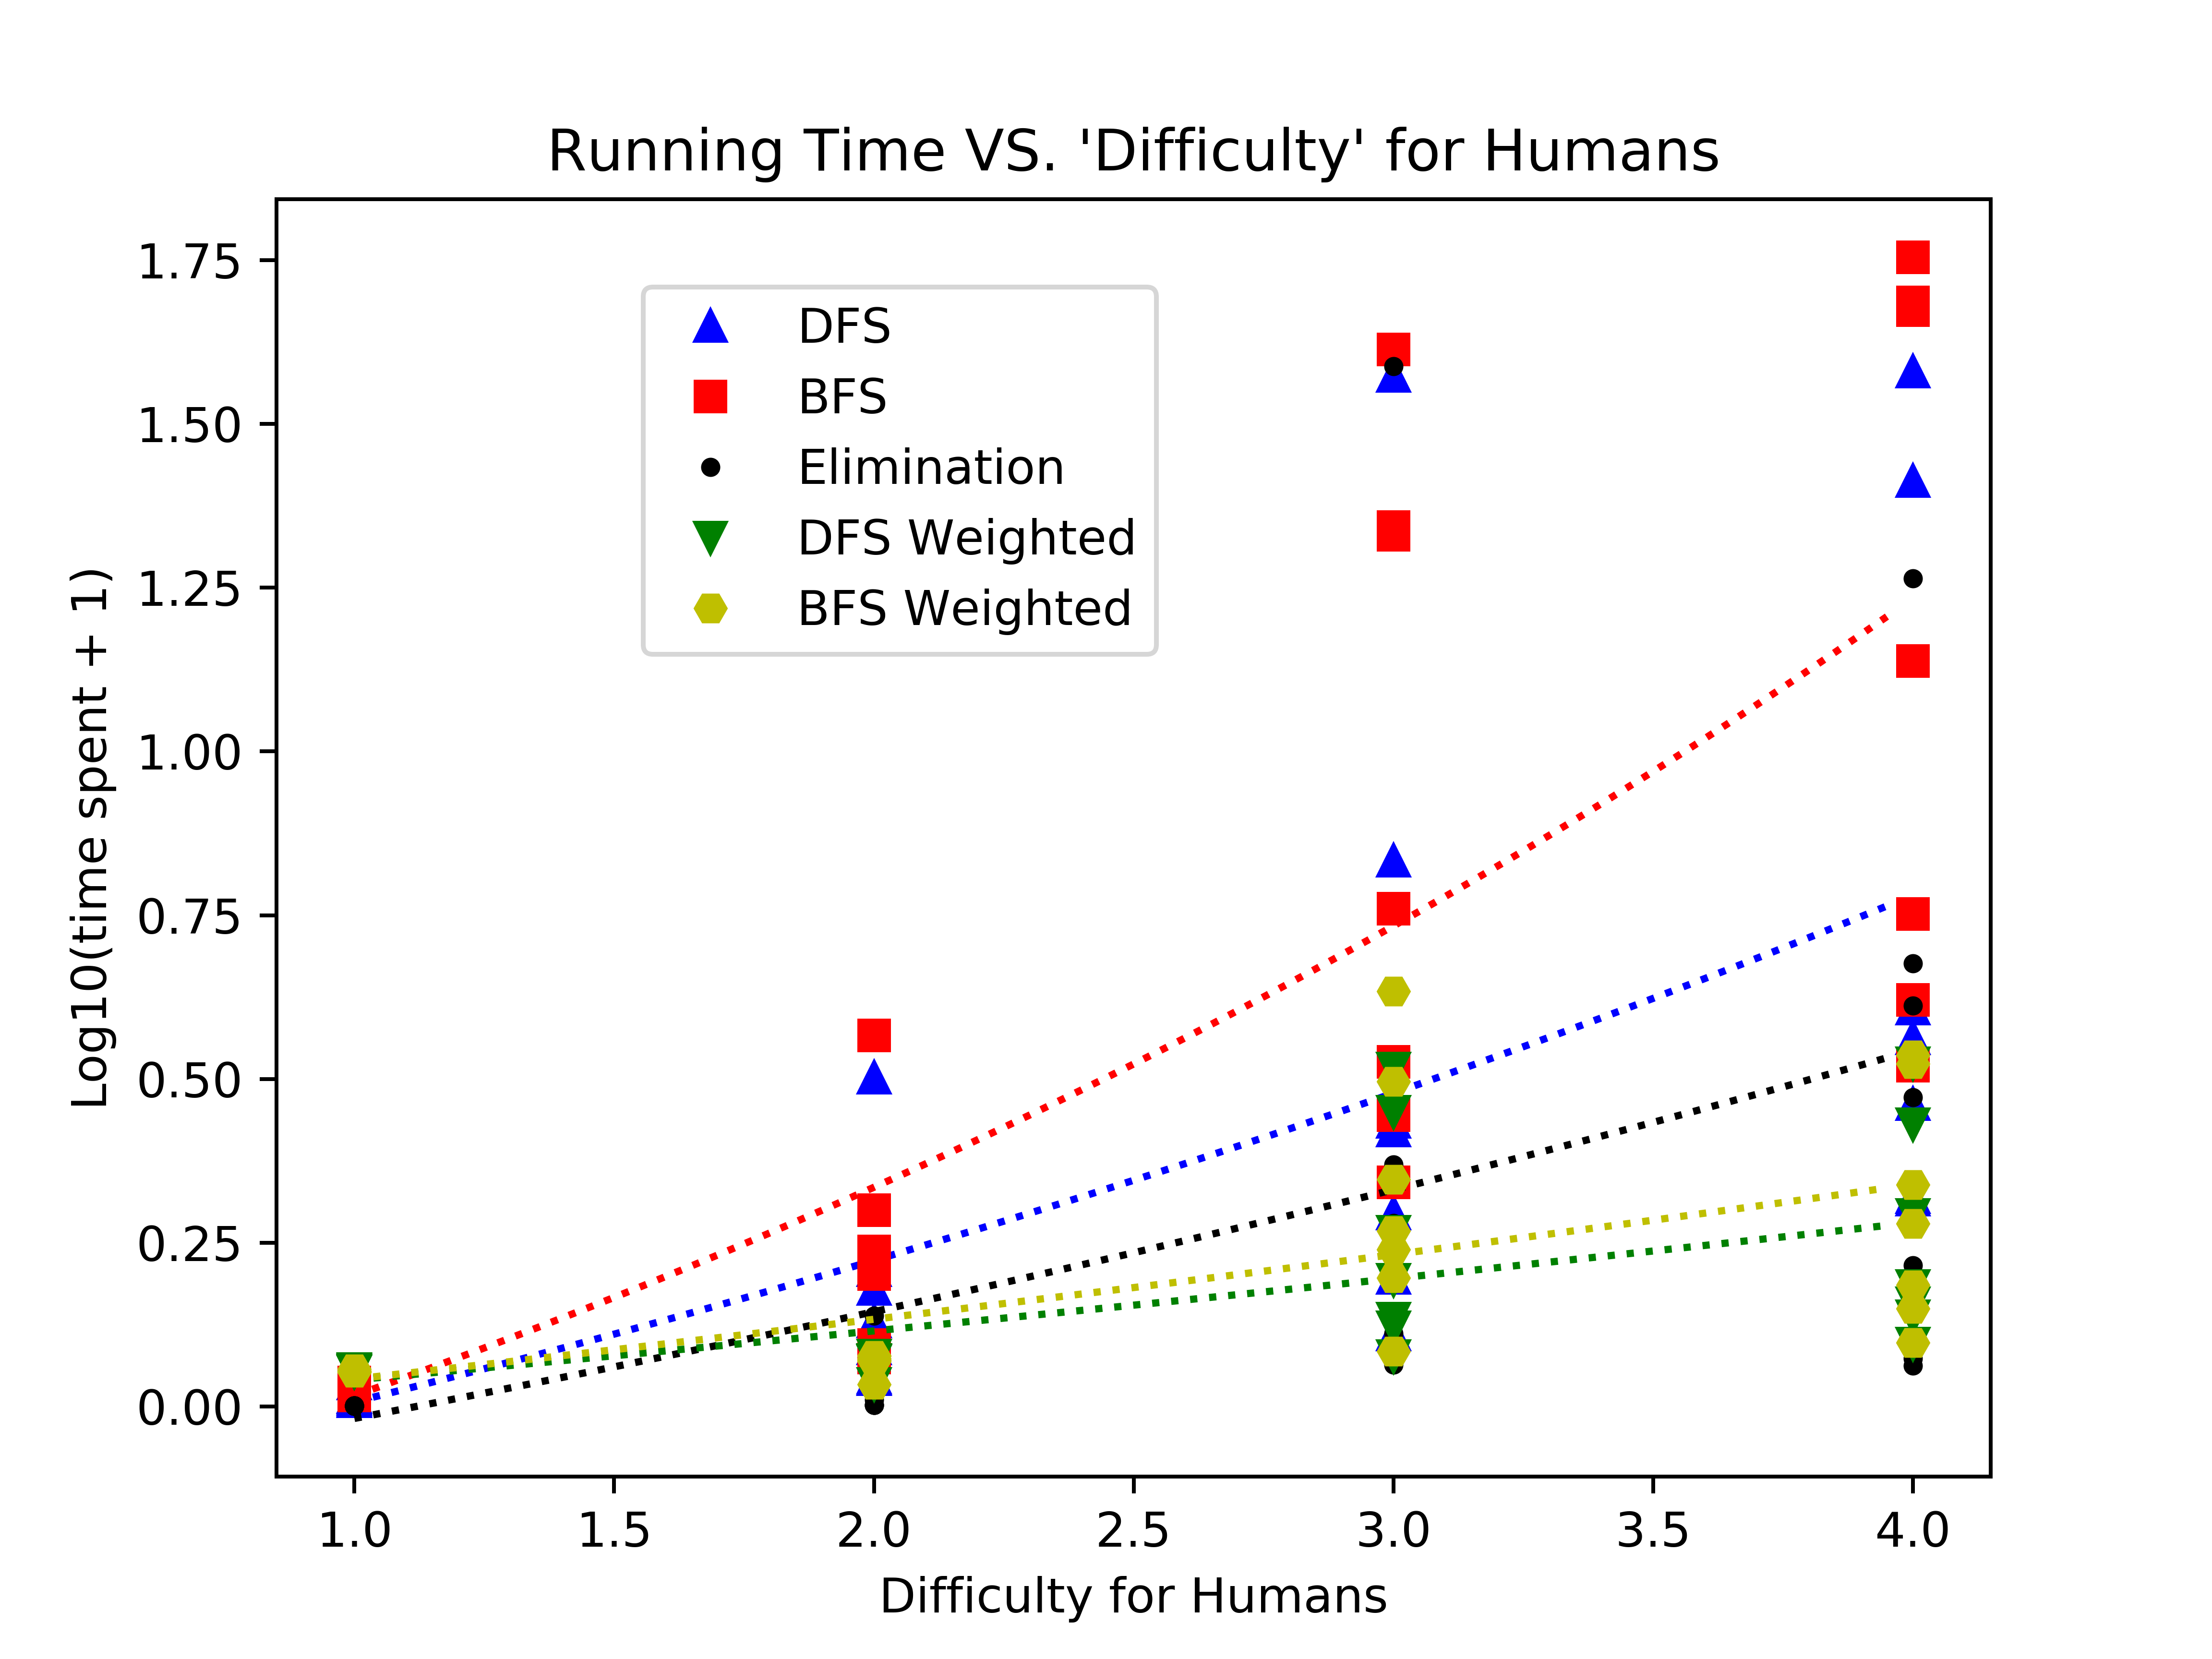 Running Time VS. 'Difficulty' for Humans
Log10(time spent + 1)
1.75
1.50
1.25
1.00
0.75
0.50
0.25
0.00
DFS
BFS
Elimination
DFS Weighted
BFS Weighted
1.0 1.5 2.0 2.5 3.0 3.5 4.0
Difficulty for Humans